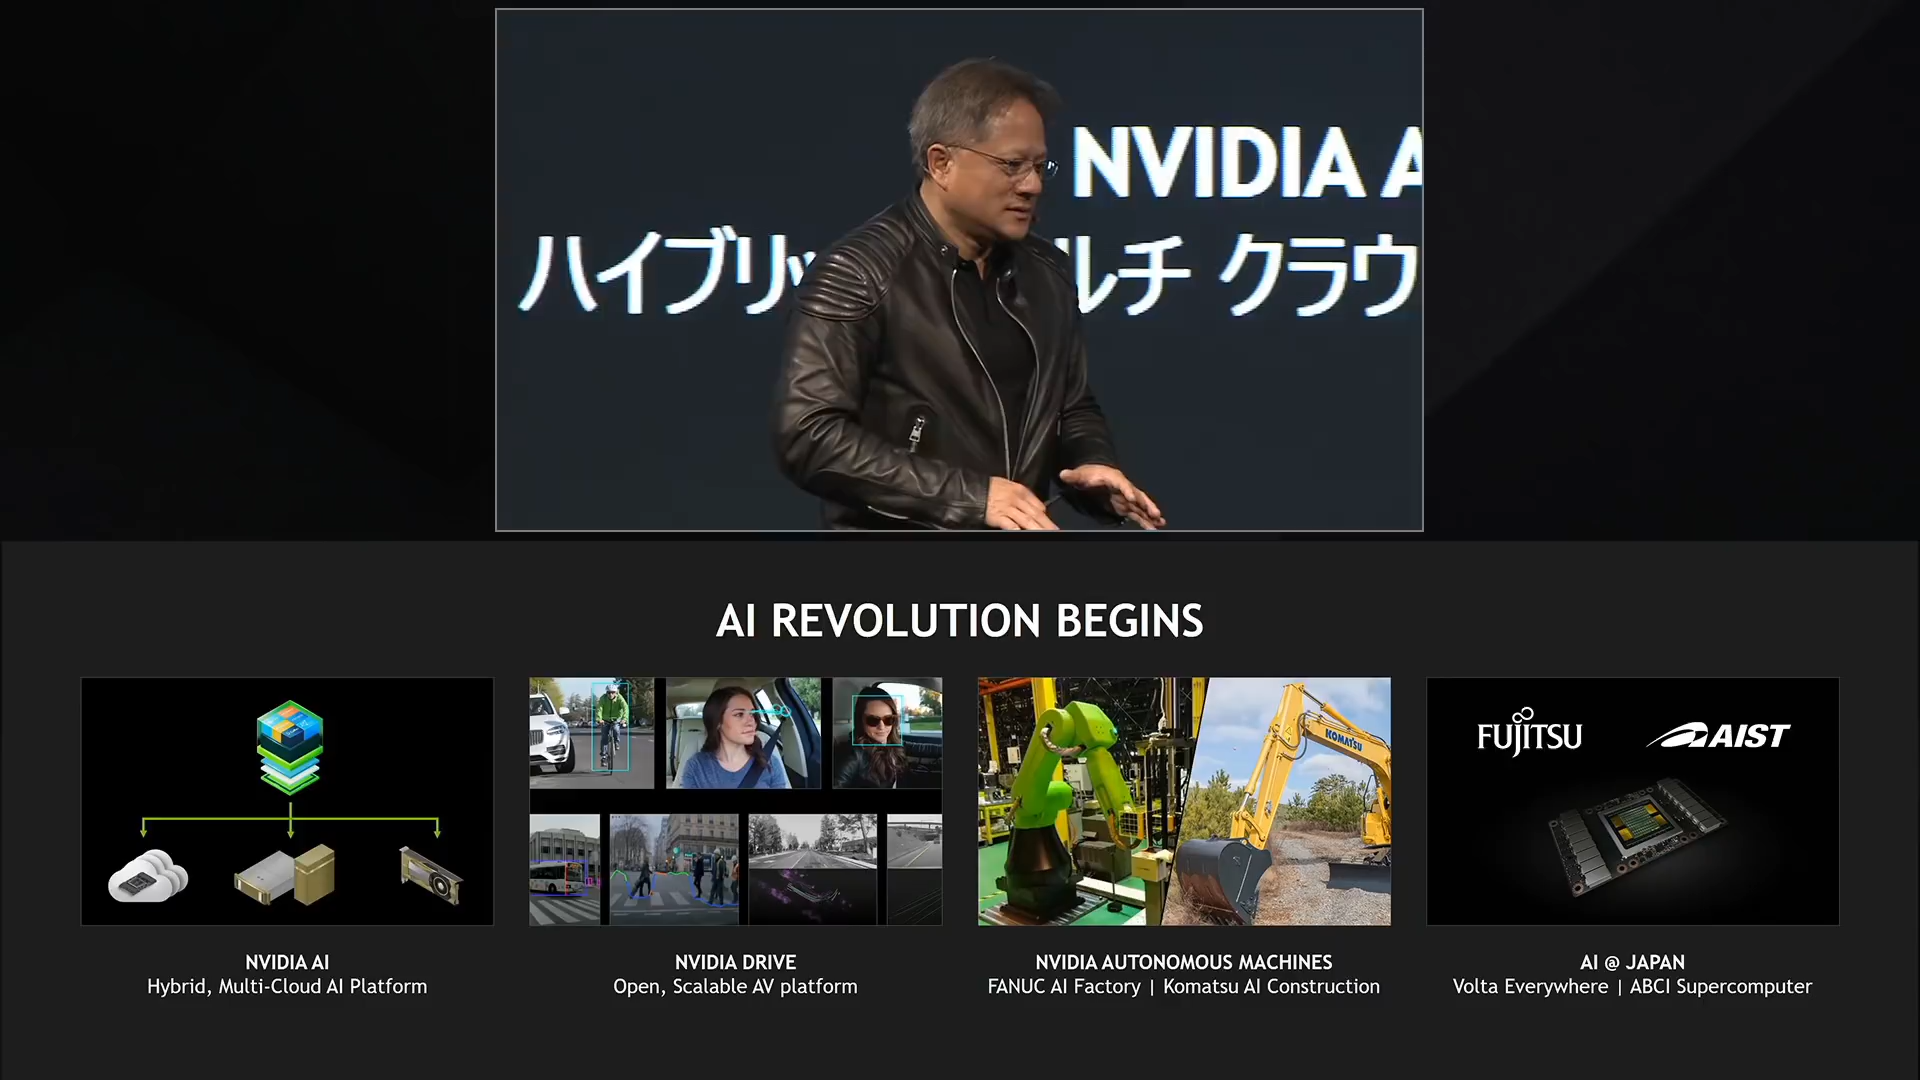 NVIDIA A
ハイブリッ ルチ クラウ
AI REVOLUTION BEGINS
KOMATSU
FUJITSU
AIST
NVIDIA AI
Hybrid, Multi-Cloud AI Platform
NVIDIA DRIVE
Open, Scalable AV platform
NVIDIA AUTONOMOUS MACHINES
FANUC AI Factory | Komatsu AI Construction
AI @ JAPAN
Volta Everywhere | ABCI Supercomputer